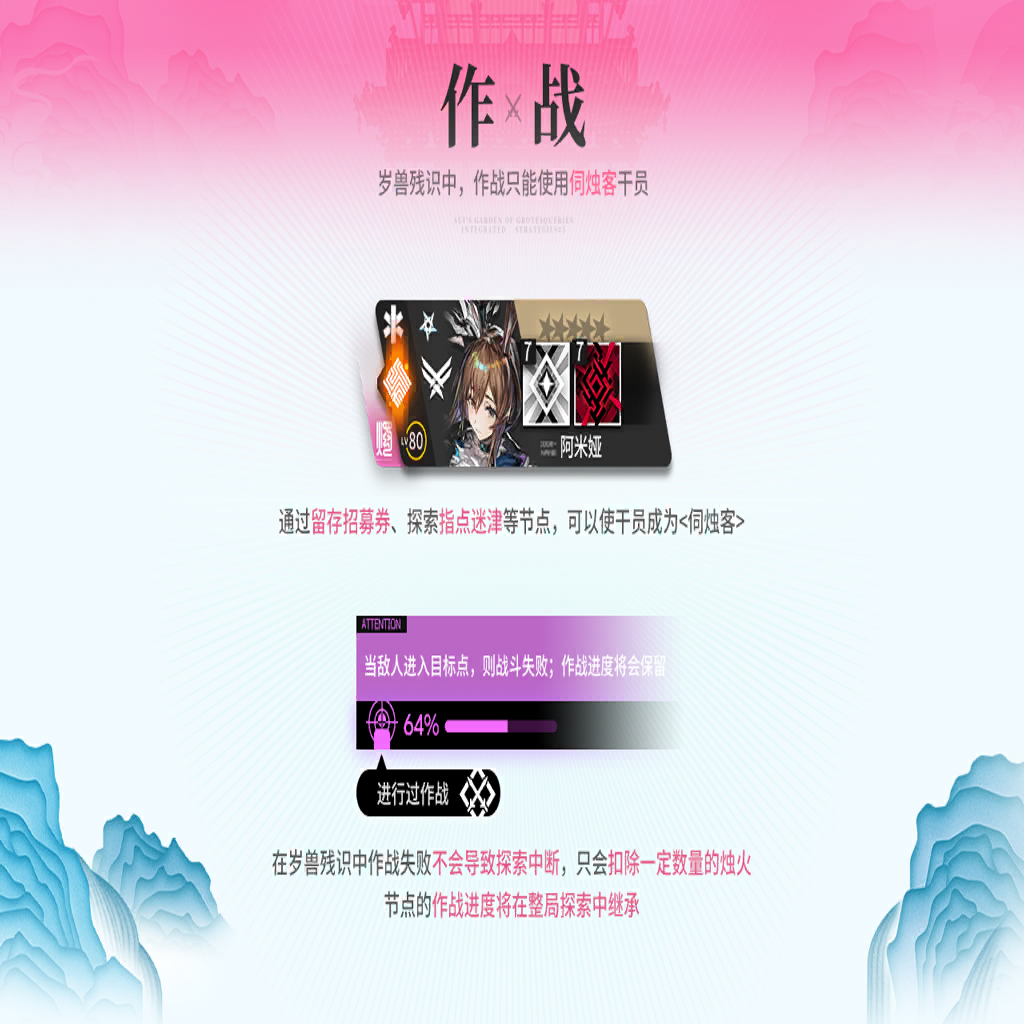 作战
岁兽残识中，作战只能使用伺烛客干员
SUI'S GARDEN OF GROTESQUERIES
INTEGRATED STRATEGIES#5
7
7
烛
LV80
阿米娅
通过留存招募券、探索指点迷津等节点，可以使干员成为<伺烛客>
ATTENTION
当敌人进入目标点，则战斗失败；作战进度将会保留
64%
进行过作战
在岁兽残识中作战失败不会导致探索中断，只会扣除一定数量的烛火
节点的作战进度将在整局探索中继承